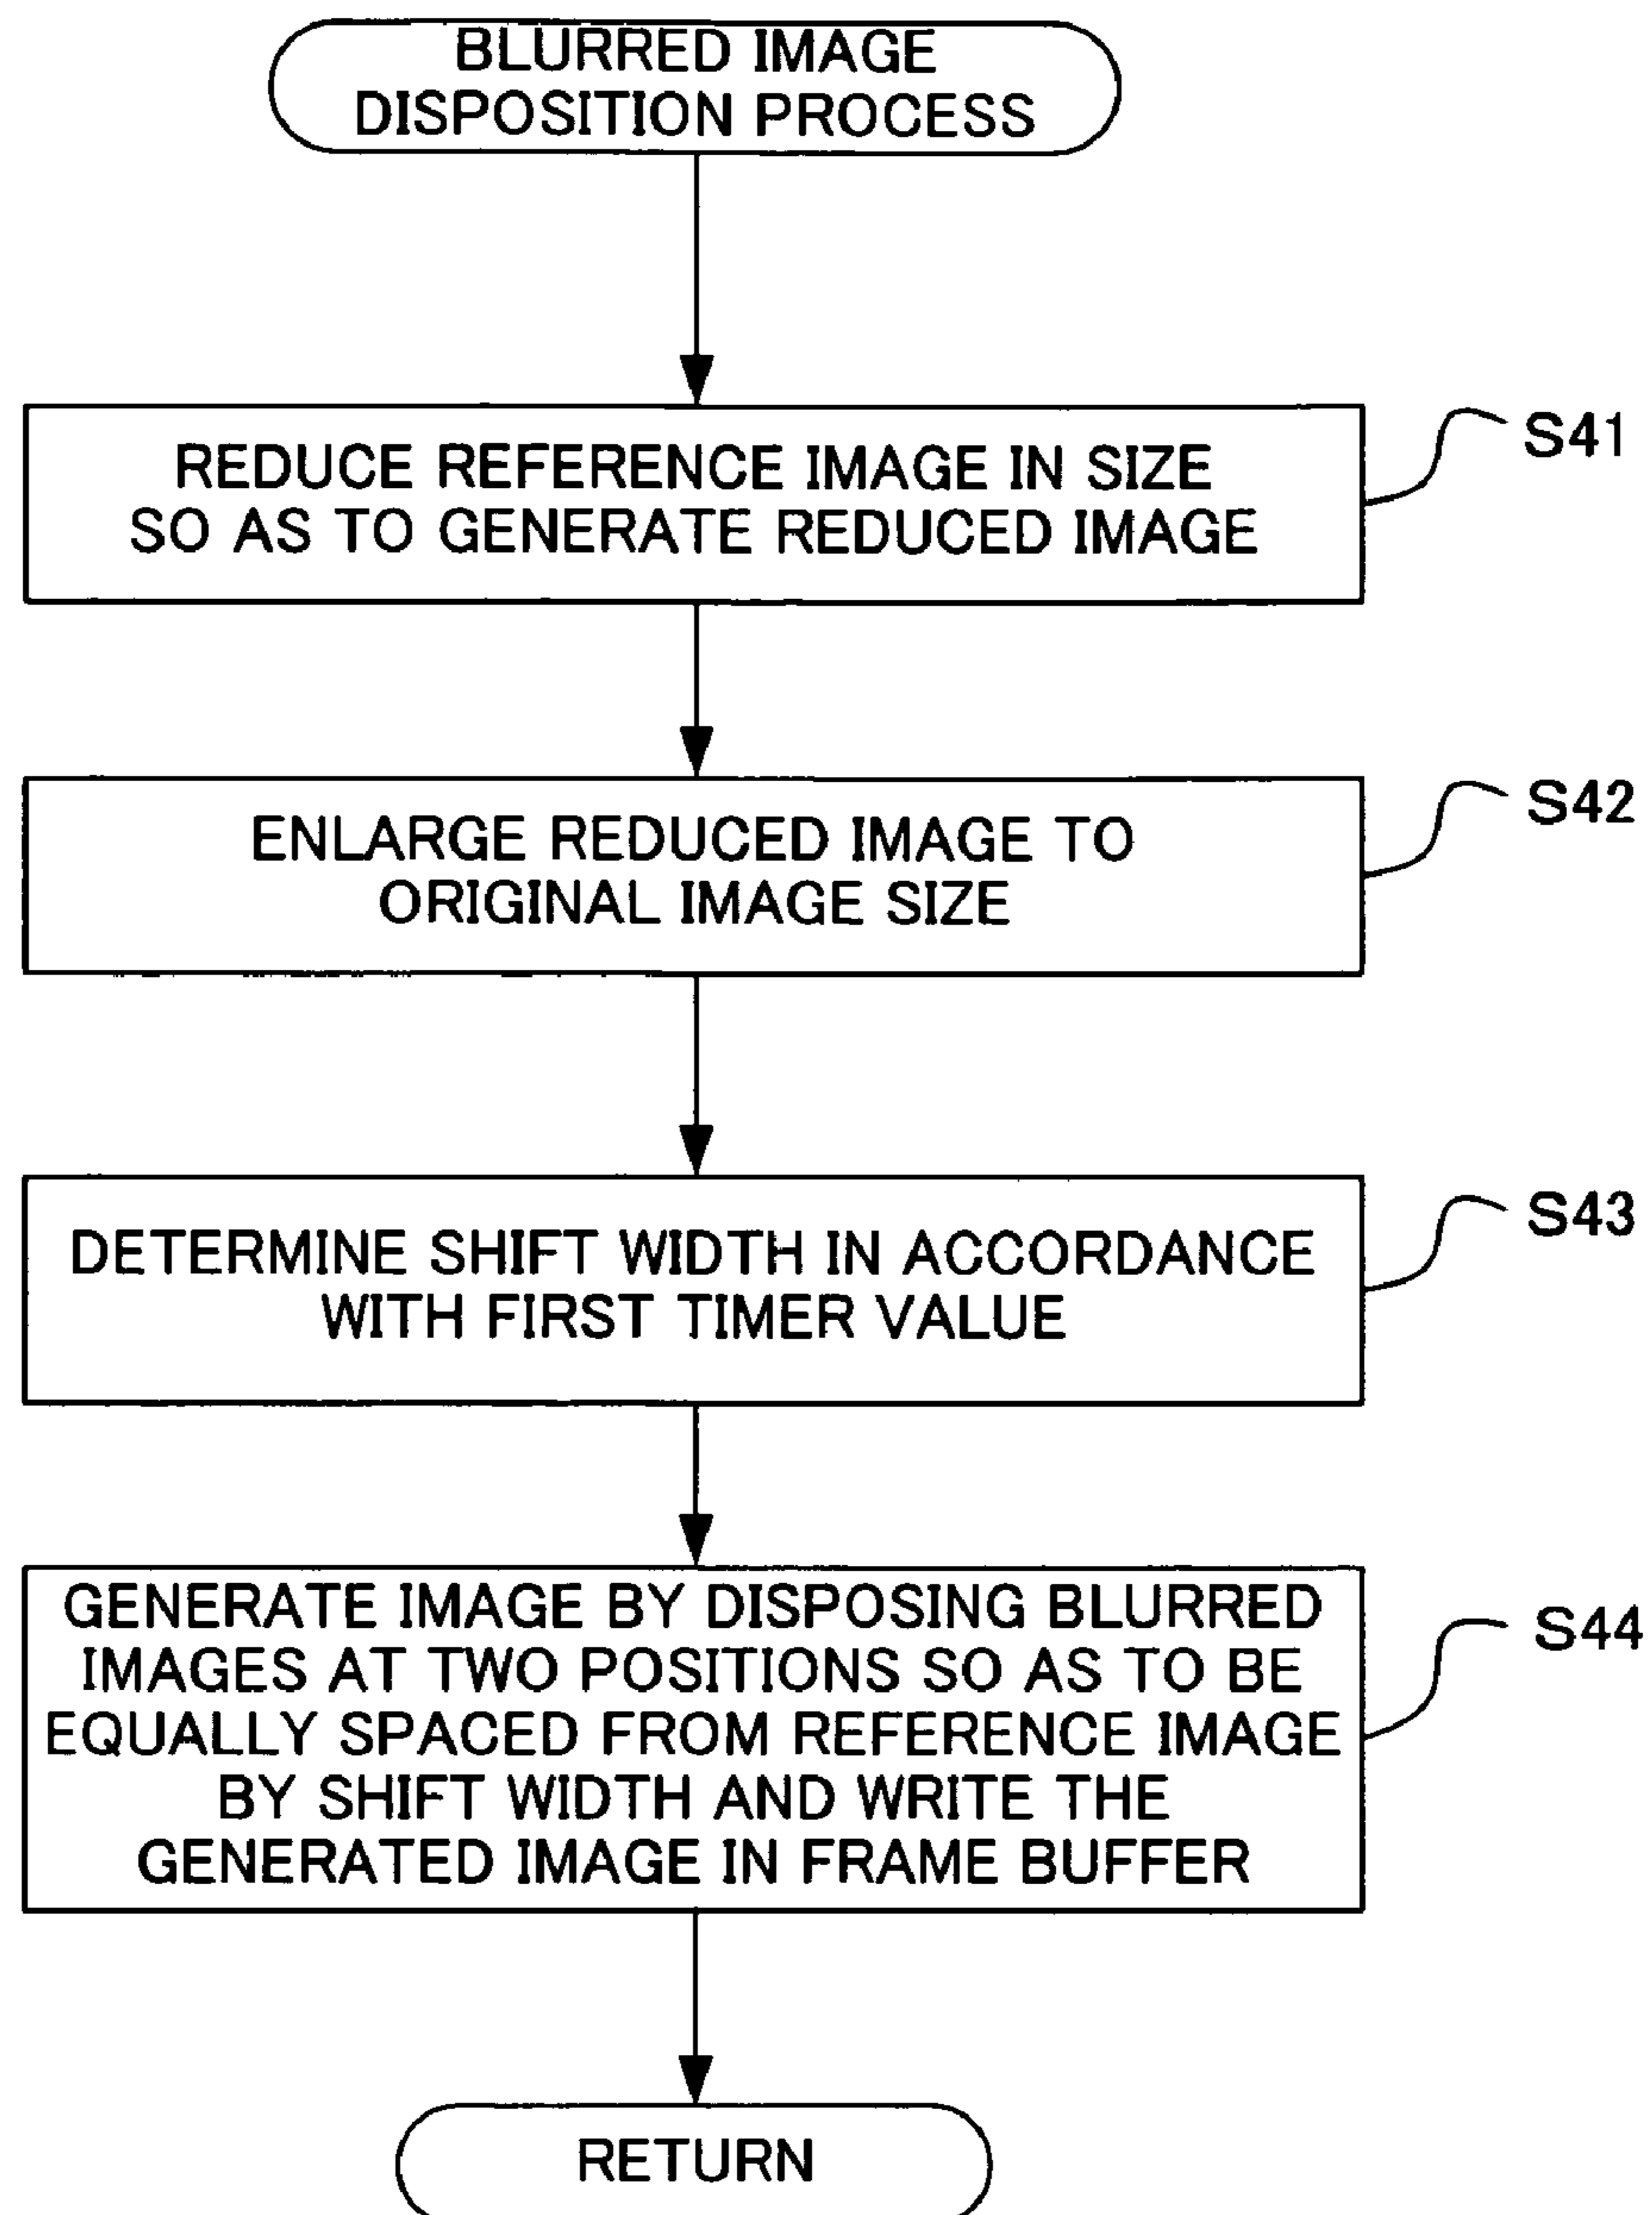 BLURRED IMAGE
DISPOSITION PROCESS
REDUCE REFERENCE IMAGE IN SIZE
SO AS TO GENERATE REDUCED IMAGE
S41
ENLARGE REDUCED IMAGE TO
ORIGINAL IMAGE SIZE
S42
DETERMINE SHIFT WIDTH IN ACCORDANCE
WITH FIRST TIMER VALUE
S43
GENERATE IMAGE BY DISPOSING BLURRED
IMAGES AT TWO POSITIONS SO AS TO BE
EQUALLY SPACED FROM REFERENCE IMAGE
BY SHIFT WIDTH AND WRITE THE
GENERATED IMAGE IN FRAME BUFFER
S44
RETURN